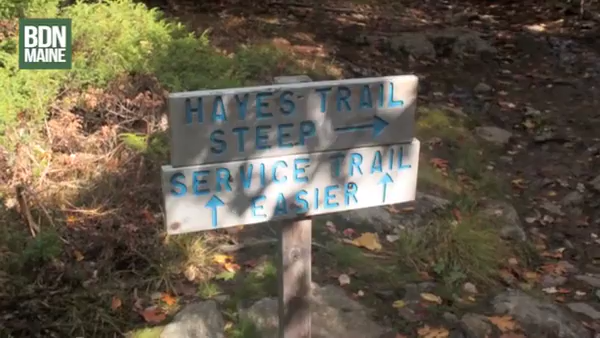 BDN
MAINE
HAYES TRAIL
STEEP →
SERVICE TRAIL
↑ EASIER ↑